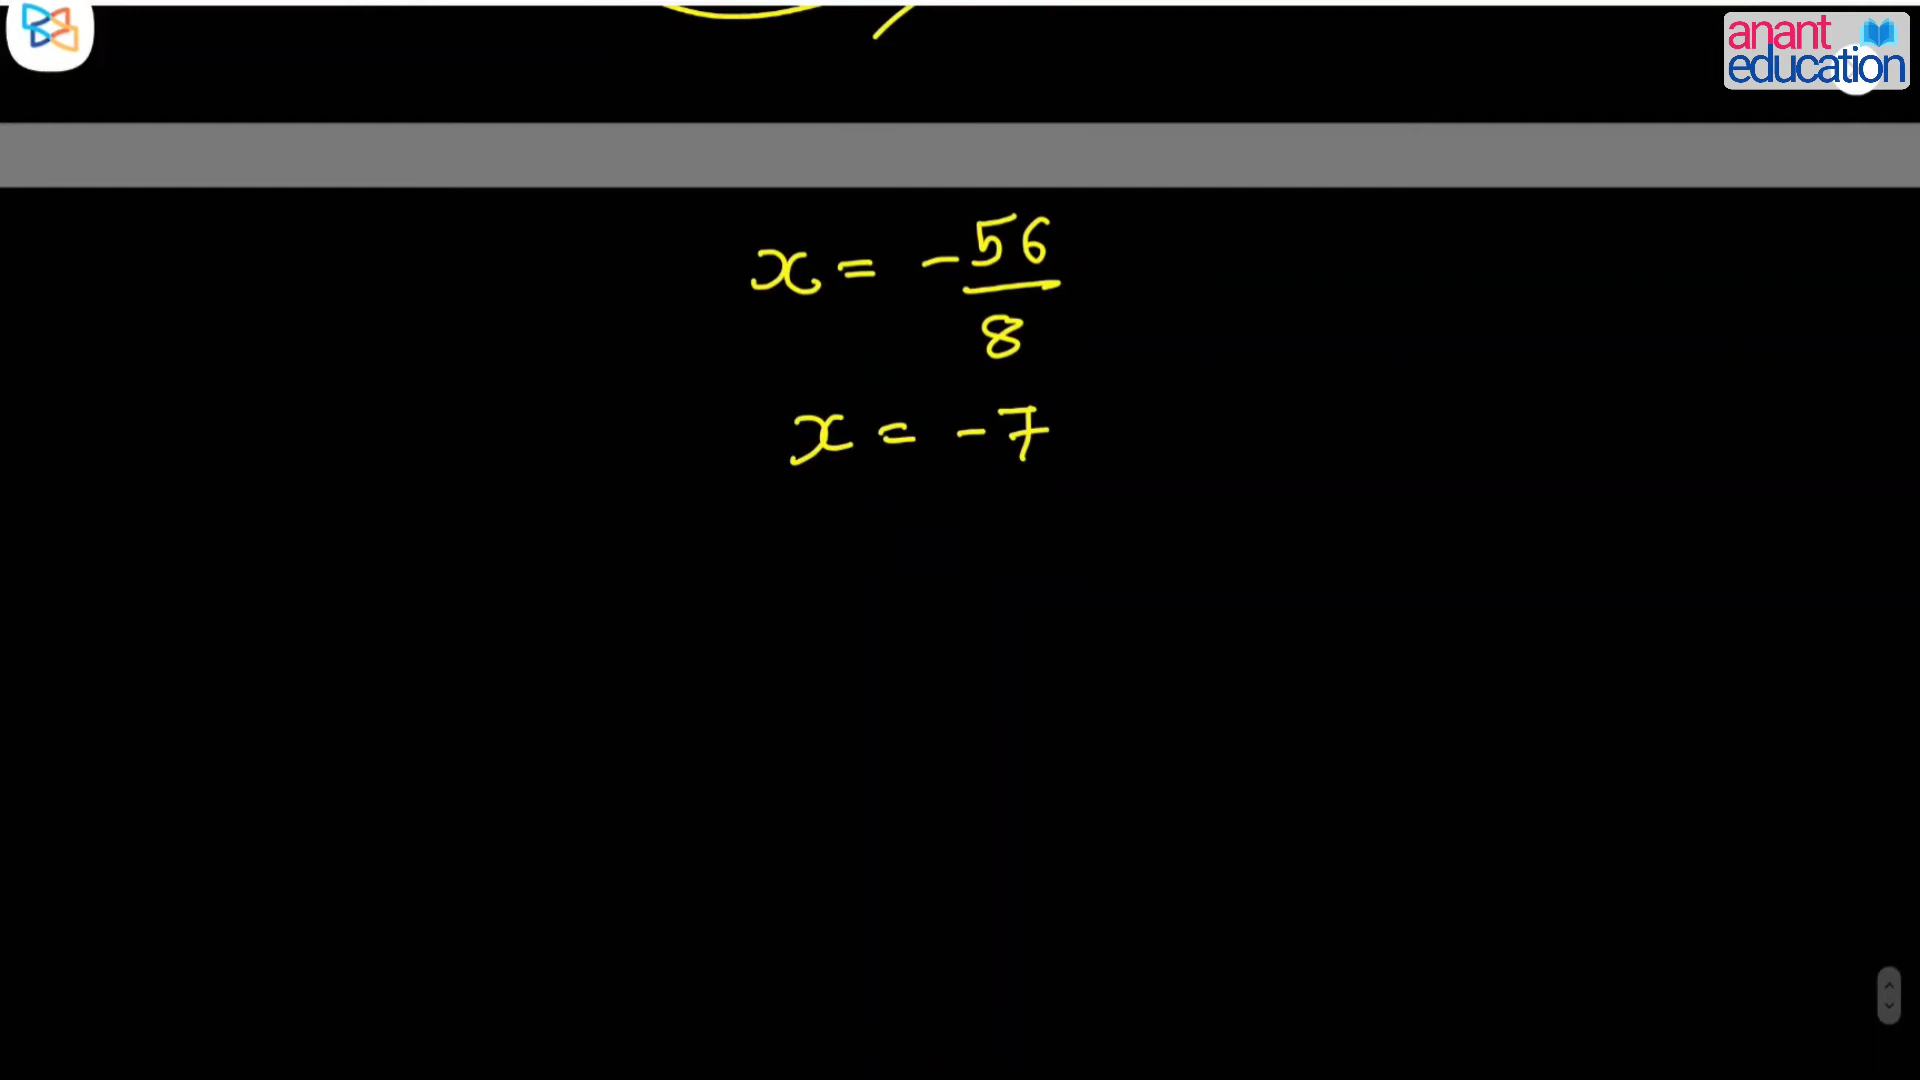 anant
education
x = -56/8
x = -7